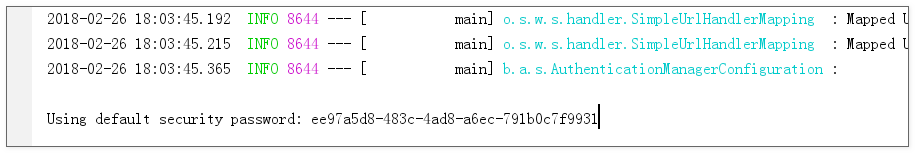 2018-02-26 18:03:45.192  INFO 8644 --- [           main] o.s.w.s.handler.SimpleUrlHandlerMapping  : Mapped U
2018-02-26 18:03:45.215  INFO 8644 --- [           main] o.s.w.s.handler.SimpleUrlHandlerMapping  : Mapped U
2018-02-26 18:03:45.365  INFO 8644 --- [           main] b.a.s.AuthenticationManagerConfiguration :
Using default security password: ee97a5d8-483c-4ad8-a6ec-791b0c7f9931